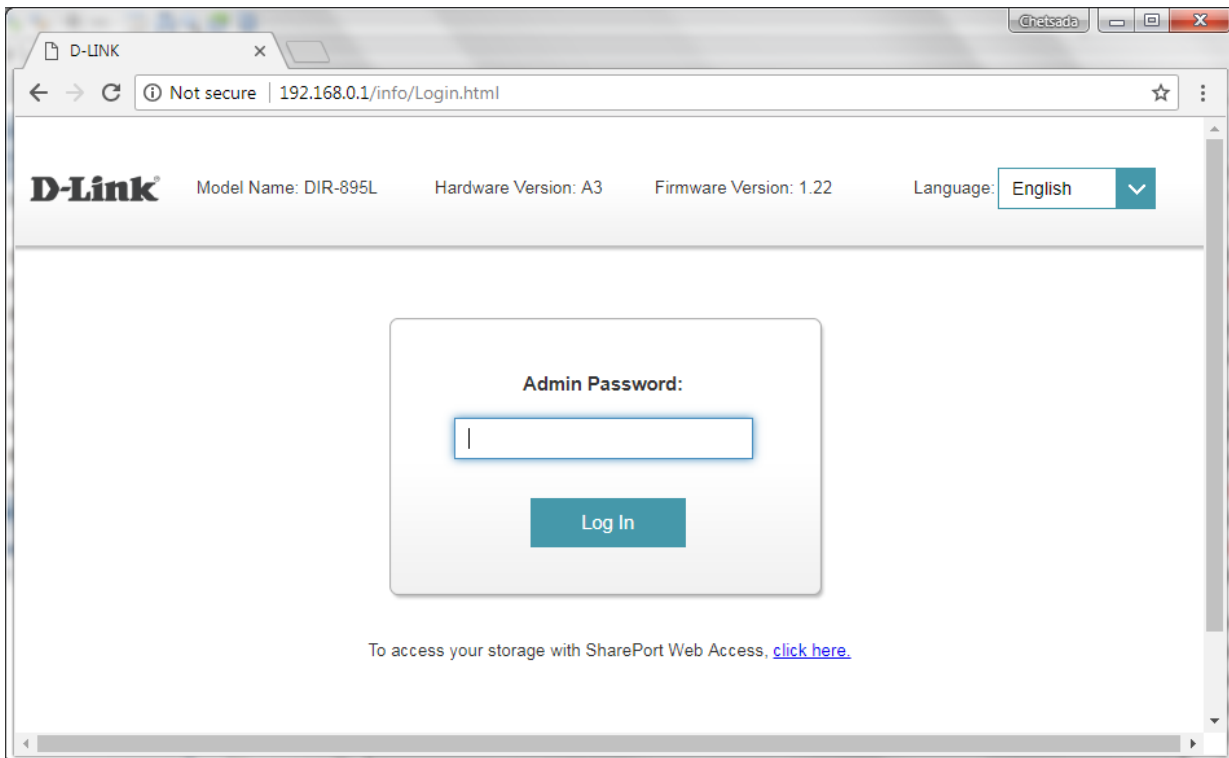 Chetsada
D-LINK
Not secure | 192.168.0.1/info/Login.html
D-Link® Model Name: DIR-895L Hardware Version: A3 Firmware Version: 1.22 Language: English
Admin Password:
Log In
To access your storage with SharePort Web Access, click here.